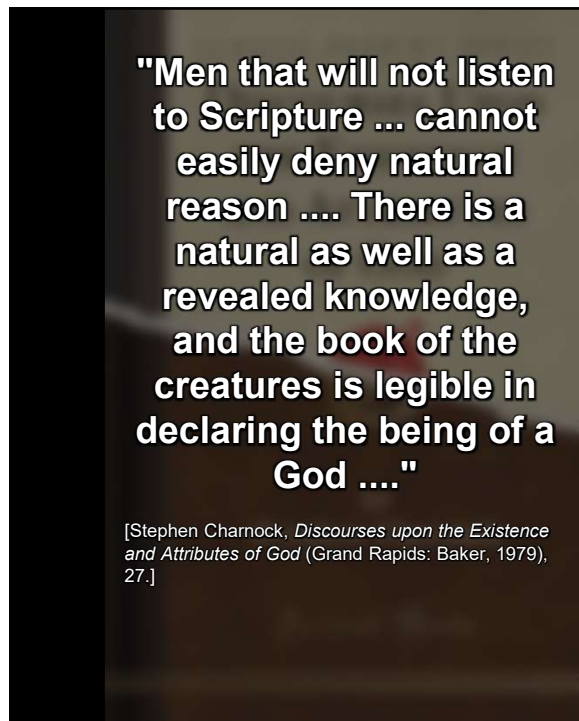 "Men that will not listen
to Scripture ... cannot
easily deny natural
reason .... There is a
natural as well as a
revealed knowledge,
and the book of the
creatures is legible in
declaring the being of a
God ...."
[Stephen Charnock, Discourses upon the Existence
and Attributes of God (Grand Rapids: Baker, 1979),
27.]